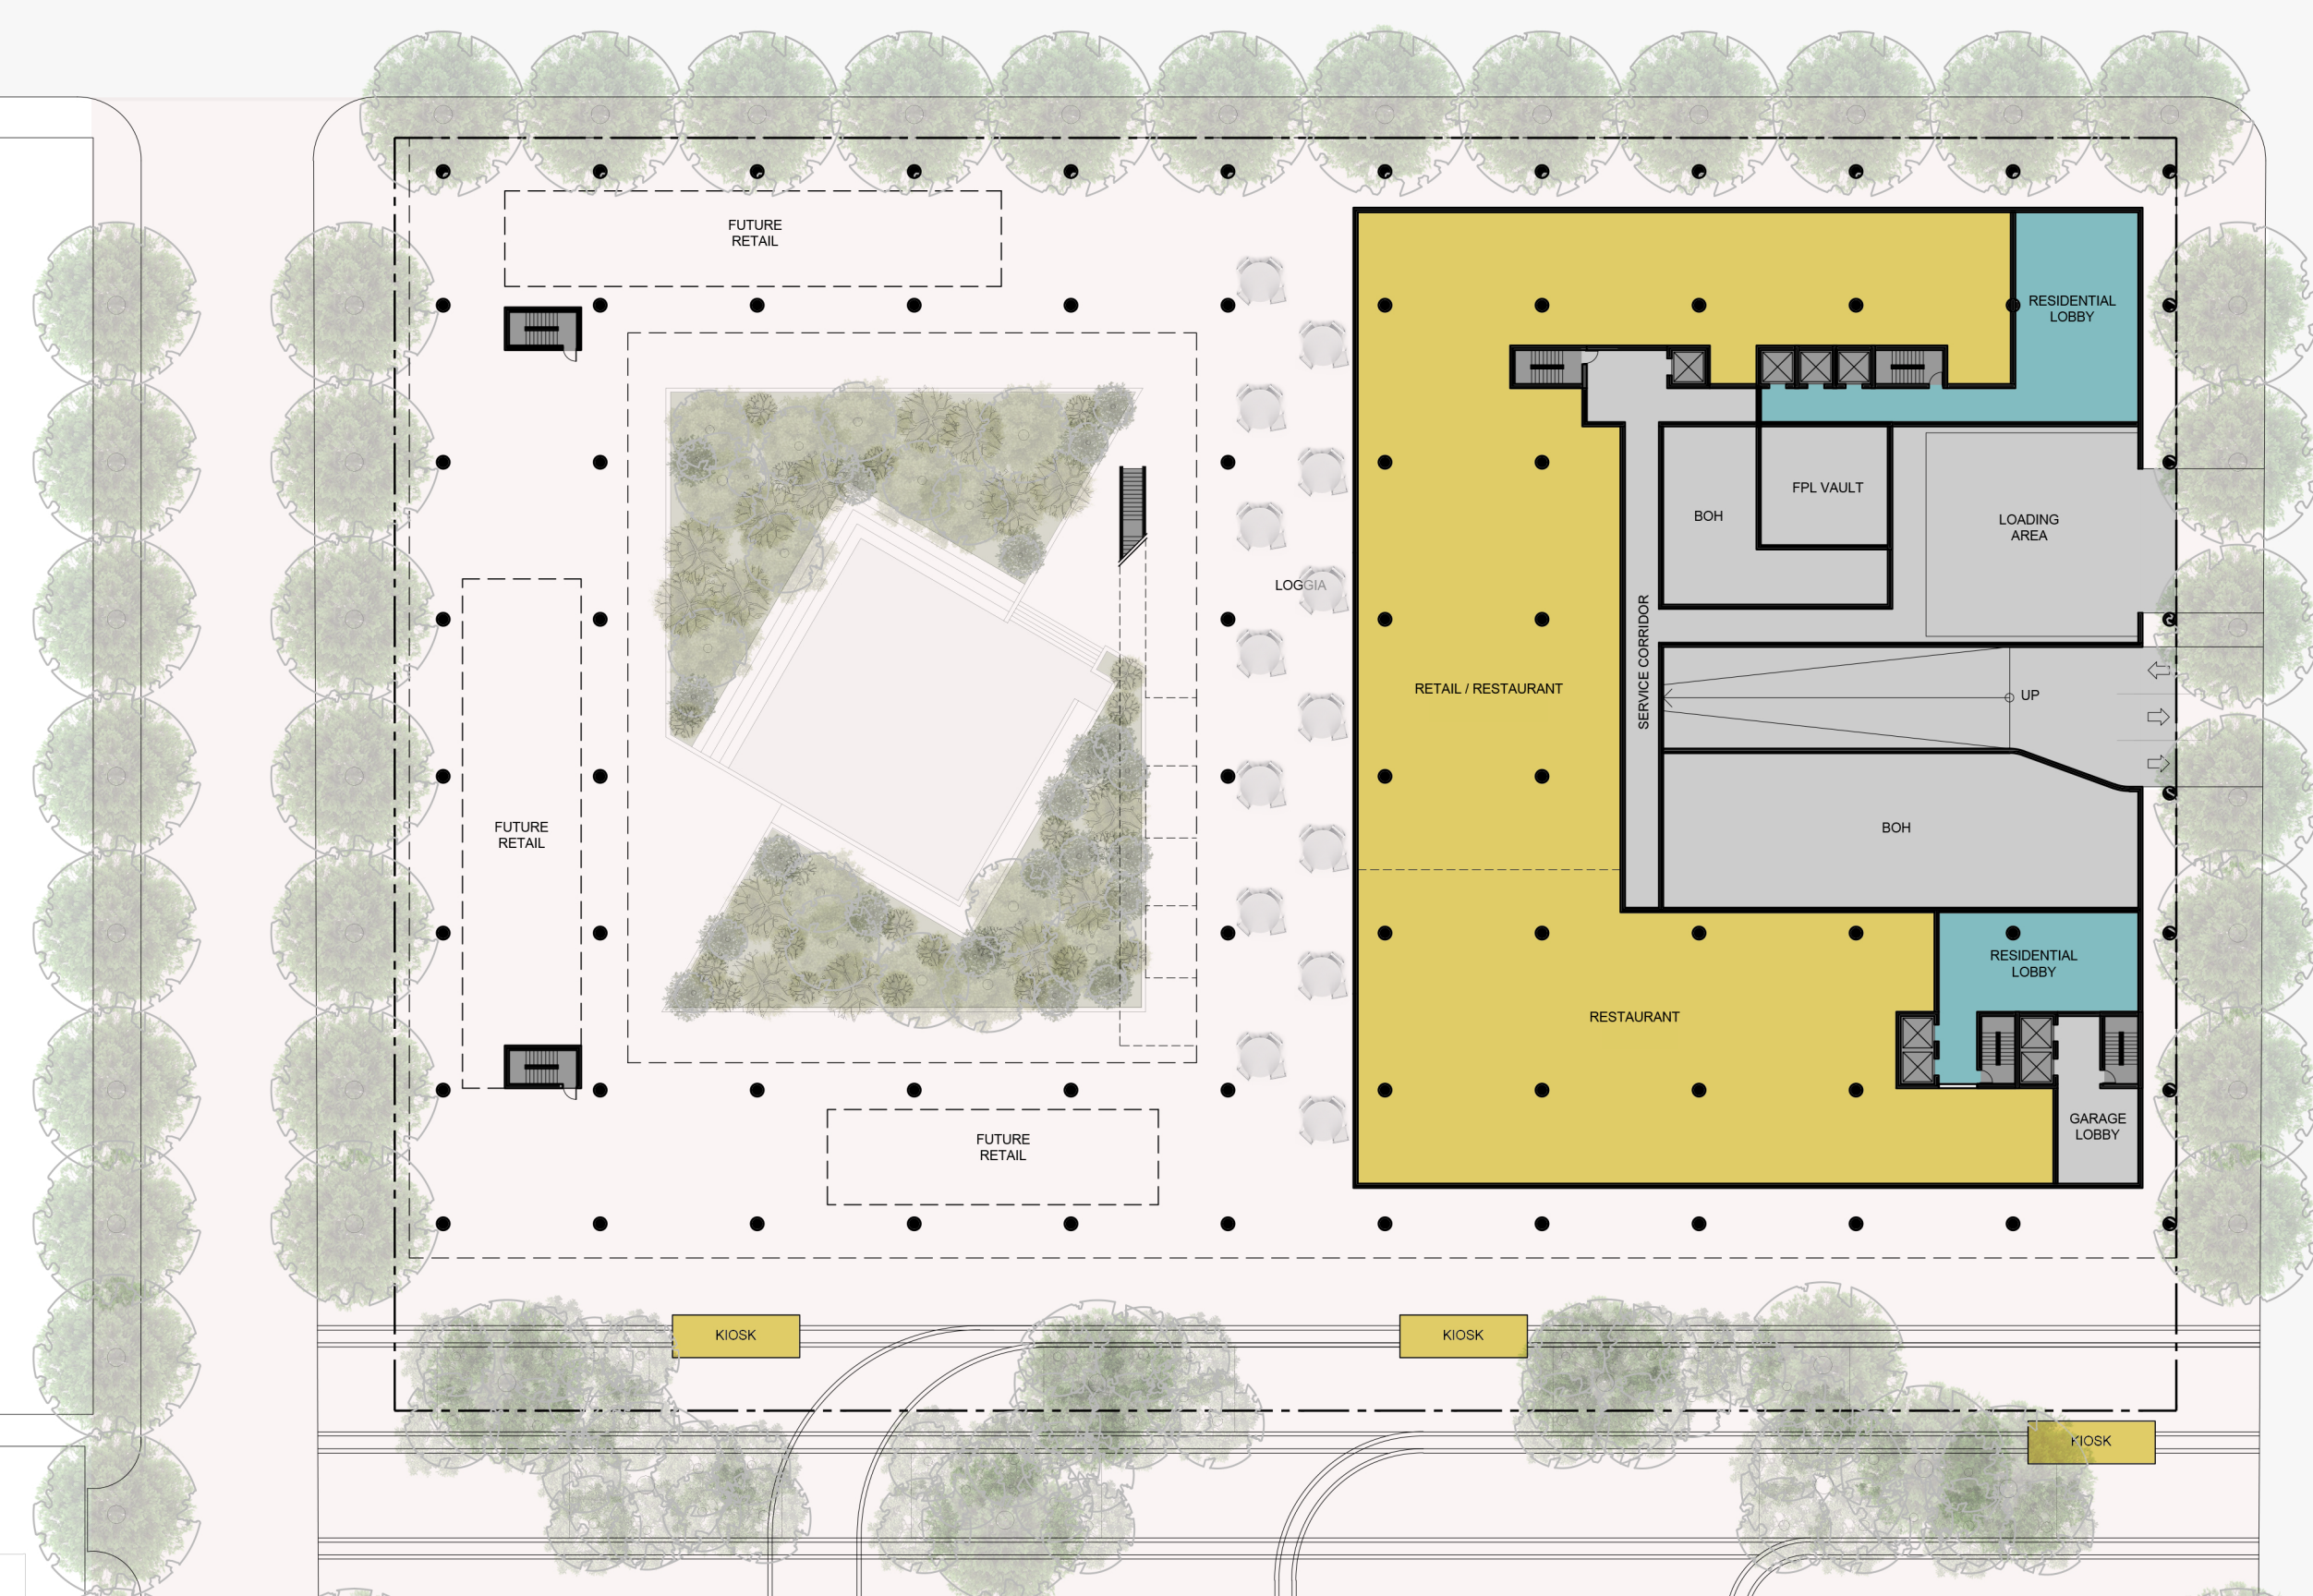 FUTURE
RETAIL
RESIDENTIAL
LOBBY
FPL VAULT
BOH
LOADING
AREA
LOGGIA
SERVICE CORRIDOR
RETAIL / RESTAURANT
UP
FUTURE
RETAIL
BOH
RESIDENTIAL
LOBBY
RESTAURANT
GARAGE
LOBBY
FUTURE
RETAIL
KIOSK
KIOSK
KIOSK